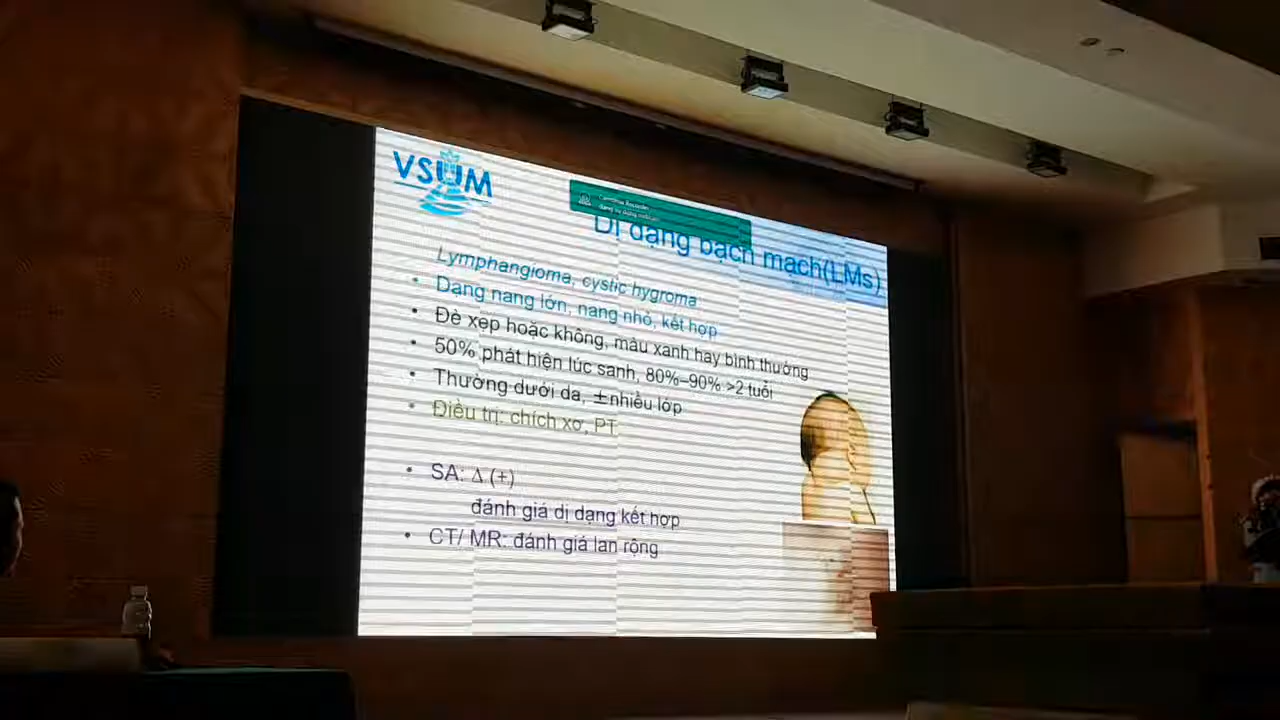 VSUM
Camtasia Recorder
Dị dạng bạch mạch(LMs)
Lymphangioma, cystic hygroma
• Dạng nang lớn, nang nhỏ, kết hợp
• Đè xẹp hoặc không, màu xanh hay bình thường
• 50% phát hiện lúc sanh, 80%–90% >2 tuổi
• Thường dưới da, ±nhiều lớp
• Điều trị: chích xơ, PT
• SA: Δ (+)
đánh giá dị dạng kết hợp
• CT/ MR: đánh giá lan rộng